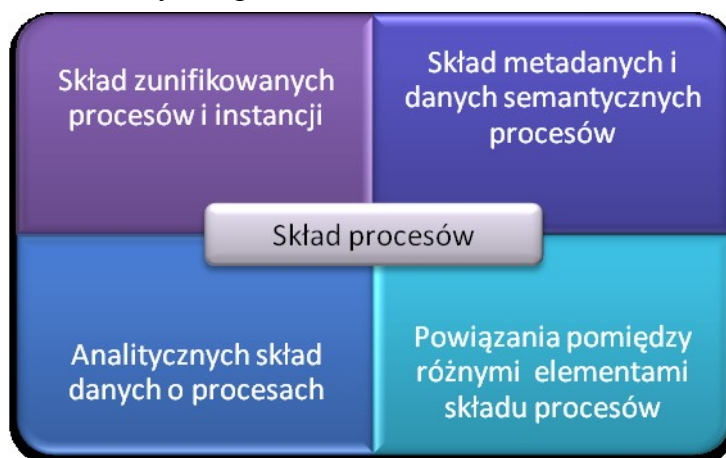 Skład zunifikowanych
procesów i instancji
Skład metadanych i
danych semantycznych
procesów
Skład procesów
Analitycznych skład
danych o procesach
Powiązania pomiędzy
różnymi elementami
składu procesów